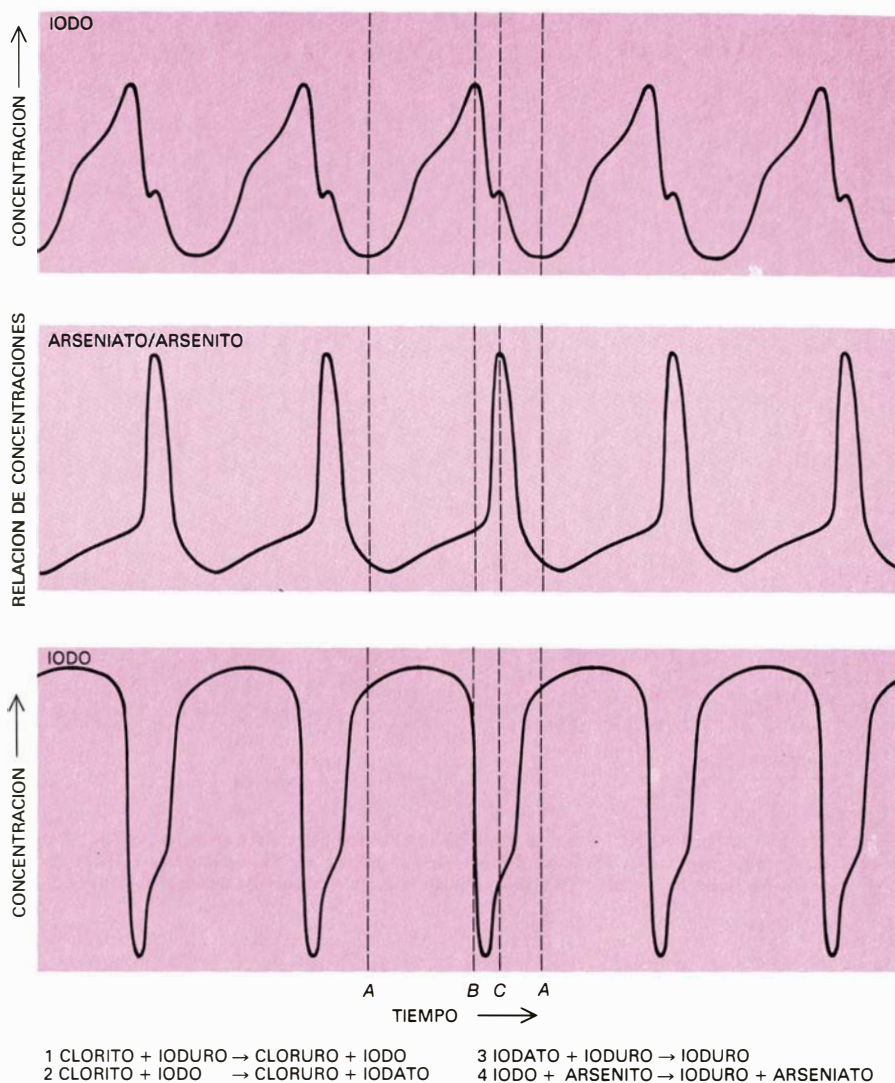 IODO
CONCENTRACION →
ARSENIATO/ARSENITO
RELACION DE CONCENTRACIONES
IODO
CONCENTRACION →
A B C A
TIEMPO →
1 CLORITO + IODURO → CLORURO + IODO
2 CLORITO + IODO → CLORURO + IODATO
3 IODATO + IODURO → IODURO
4 IODO + ARSENITO → IODURO + ARSENIATO